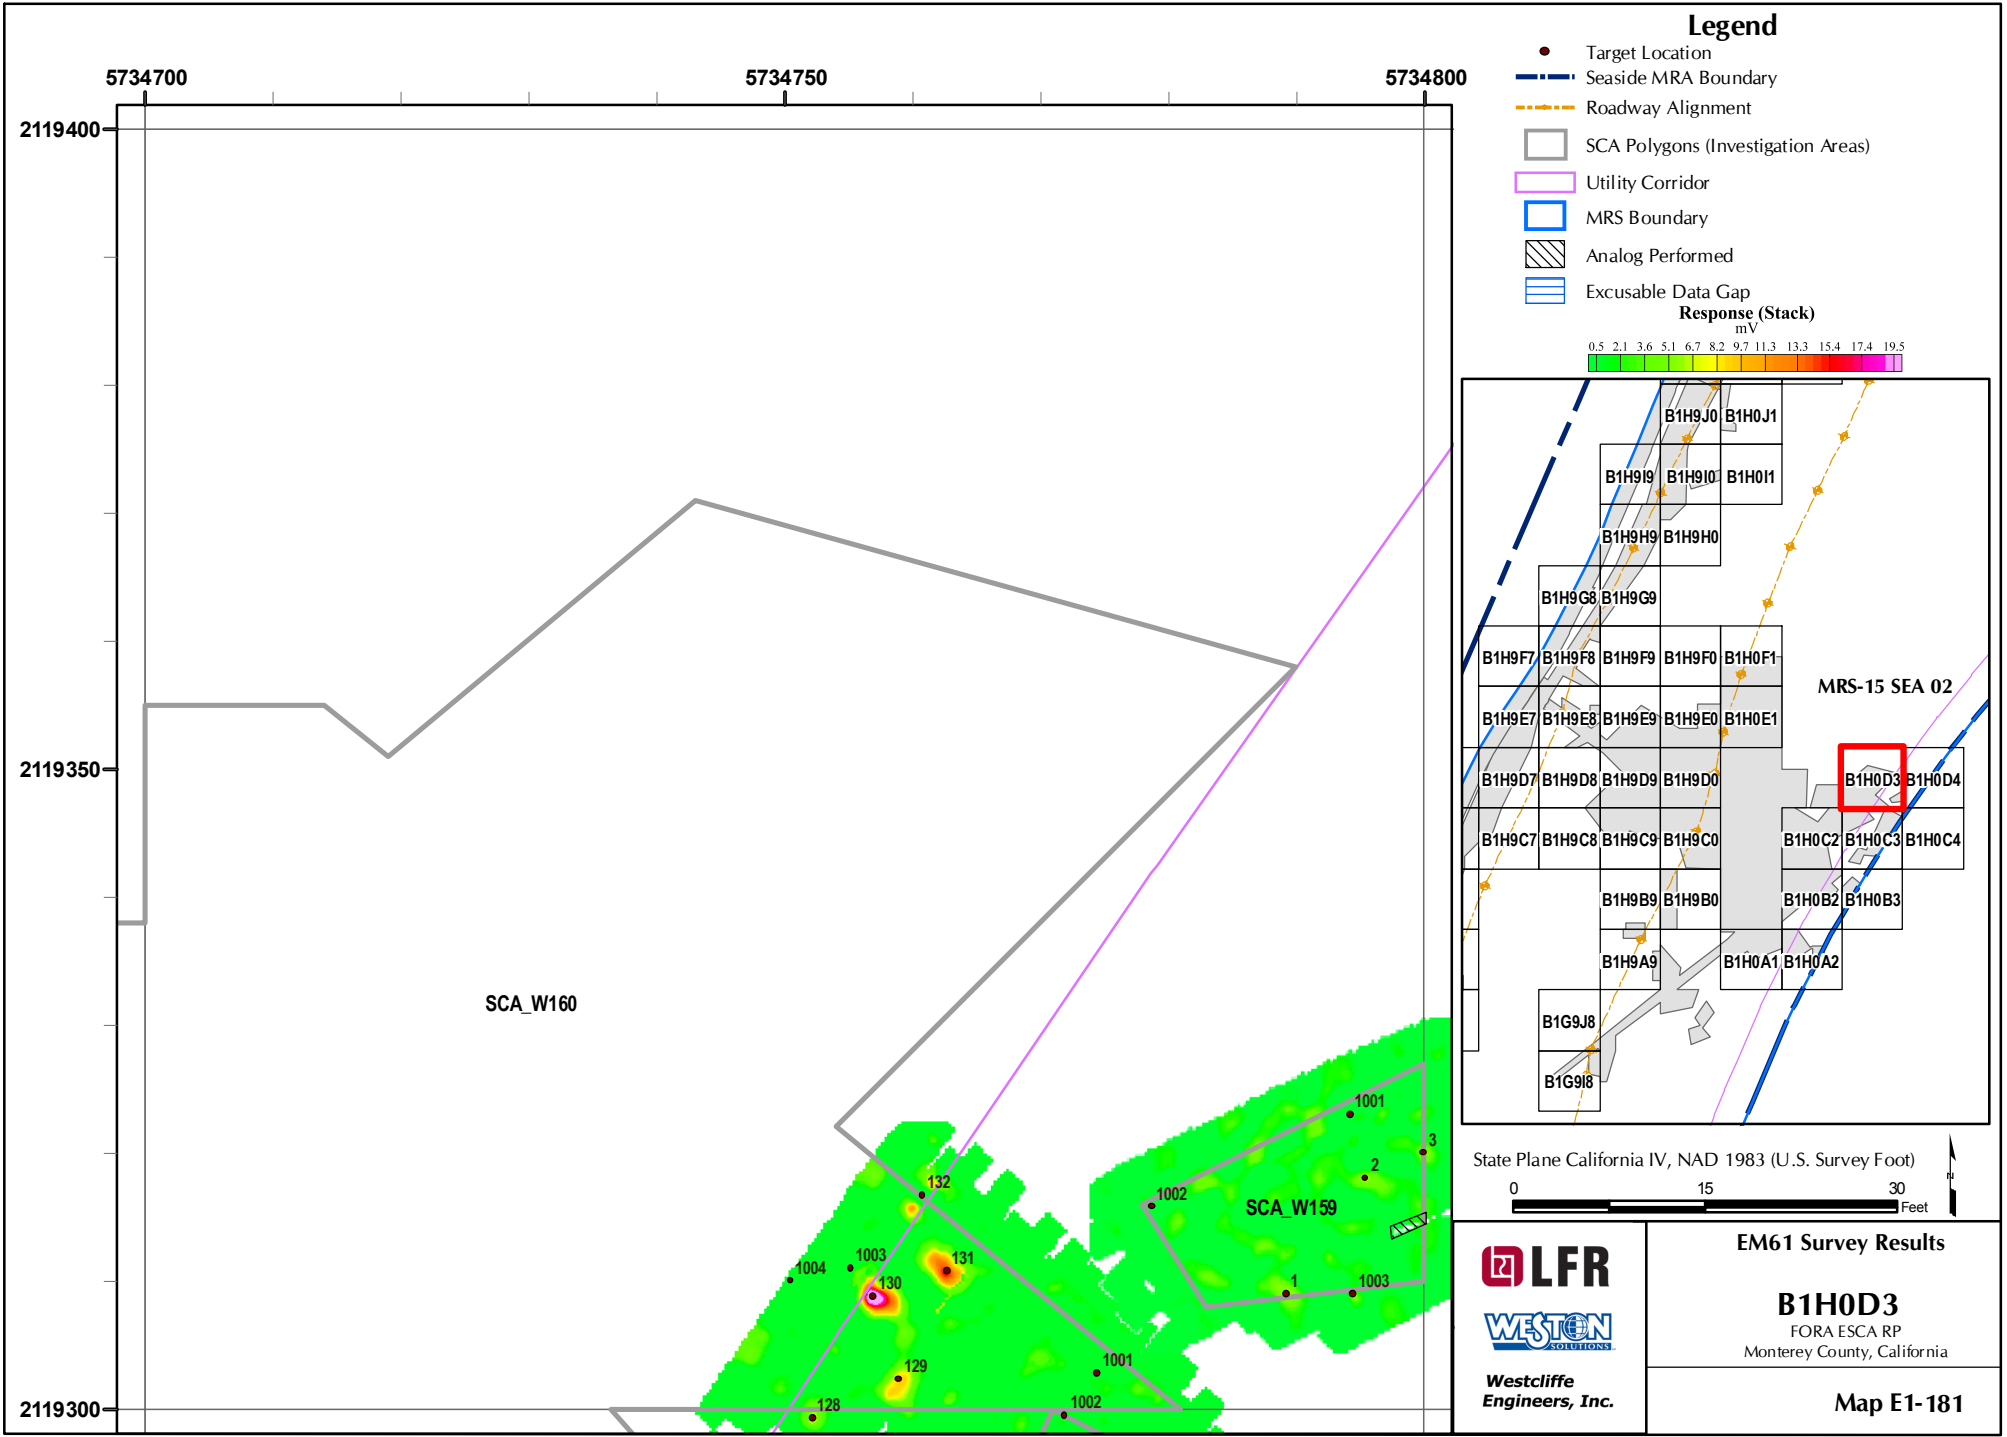 5734700
5734750
5734800
2119400
2119350
2119300
SCA_W160
SCA_W159
1001
3
2
1002
1
1003
132
131
1003
1004
130
129
128
1001
1002
Legend
Target Location
Seaside MRA Boundary
Roadway Alignment
SCA Polygons (Investigation Areas)
Utility Corridor
MRS Boundary
Analog Performed
Excusable Data Gap
Response (Stack)
mV
0.5 2.1 3.6 5.1 6.7 8.2 9.7 11.3 13.3 15.4 17.4 19.5
B1H9J0 B1H0J1
B1H9I9 B1H9I0 B1H0I1
B1H9H9 B1H9H0
B1H9G8 B1H9G9
B1H9F7 B1H9F8 B1H9F9 B1H9F0 B1H0F1
MRS-15 SEA 02
B1H9E7 B1H9E8 B1H9E9 B1H9E0 B1H0E1
B1H9D7 B1H9D8 B1H9D9 B1H9D0 B1H0D3 B1H0D4
B1H9C7 B1H9C8 B1H9C9 B1H9C0 B1H0C2 B1H0C3 B1H0C4
B1H9B9 B1H9B0 B1H0B2 B1H0B3
B1H9A9 B1H0A1 B1H0A2
B1G9J8
B1G9I8
State Plane California IV, NAD 1983 (U.S. Survey Foot)
0 15 30
Feet
N
LFR
WESTON
SOLUTIONS
Westcliffe
Engineers, Inc.
EM61 Survey Results
B1H0D3
FORA ESCA RP
Monterey County, California
Map E1-181